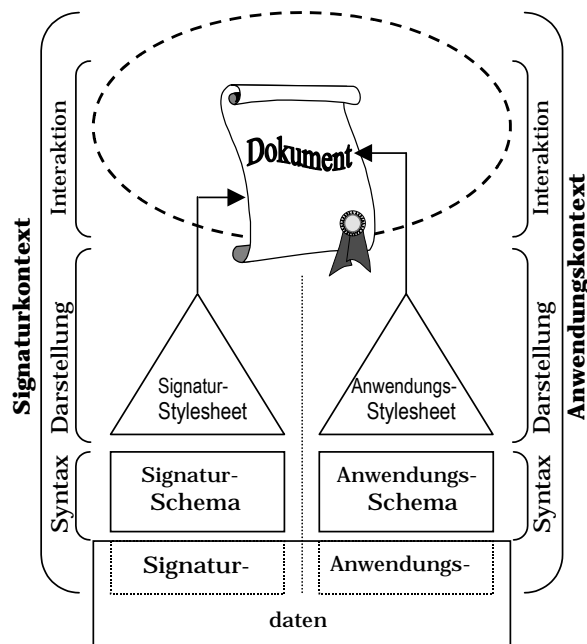 Signaturkontext
Interaktion
Darstellung
Syntax
Dokument
Signatur-
Stylesheet
Anwendungs-
Stylesheet
Signatur-
Schema
Anwendungs-
Schema
Signatur-
Anwendungs-
daten
Interaktion
Darstellung
Syntax
Anwendungskontext